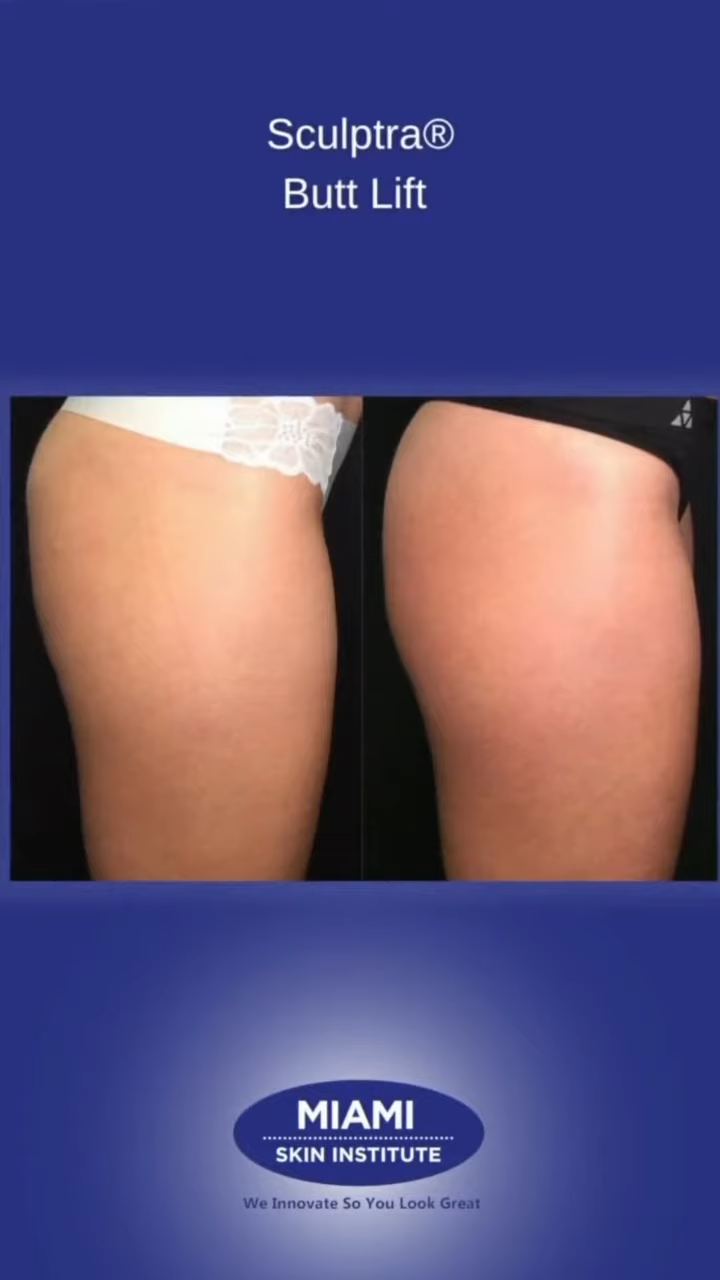 Sculptra®
Butt Lift
MIAMI
SKIN INSTITUTE
We Innovate So You Look Great